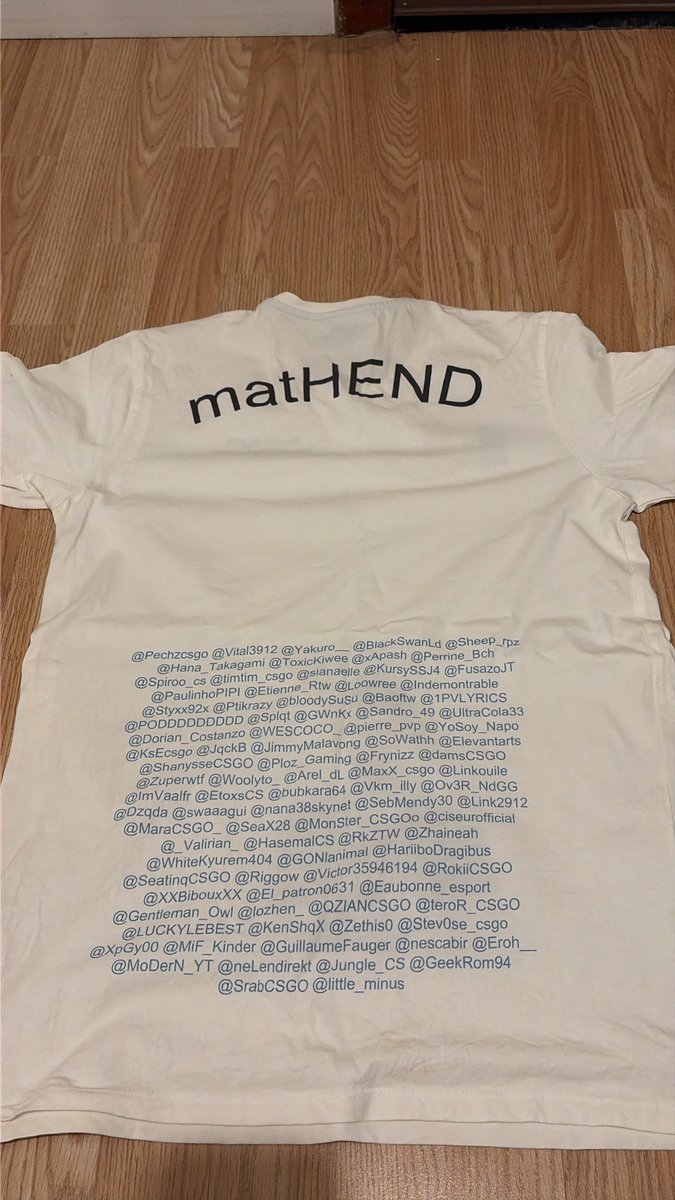 matHEND
@Pechzcsgo @Vital3912 @Yakuro__ @BlackSwanLd @Sheep_rpz
@Hana_Takagami @ToxicKiwee @xApash @Perrine_Bch
@Spiroo_cs @timtim_csgo @sianaelle @KursySSJ4 @FusazoJT
@PaulinhoPIPI @Etienne_Rtw @Loowree @Indemontrable
@Styxx92x @Ptikrazy @bloodySuSu @Baoftw @1PVLYRICS
@PODDDDDDDDD @Splqt @GWnKx @Sandro_49 @UltraCola33
@Dorian_Costanzo @WESCOCO_ @pierre_pvp @YoSoy_Napo
@KsEcsgo @JqckB @JimmyMalavong @SoWathh @Elevantarts
@ShanysseCSGO @Ploz_Gaming @Frynizz @damsCSGO
@Zuperwtf @Woolyto_ @Arel_dL @MaxX_csgo @Linkouile
@ImVaalfr @EtoxsCS @bubkara64 @Vkm_illy @Ov3R_NdGG
@Dzqda @swaaagui @nana38skynet @SebMendy30 @Link2912
@MaraCSGO_ @SeaX28 @MonSter_CSGOo @ciseurofficial
@_Valirian_ @HasemalCS @RkZTW @Zhaineah
@WhiteKyurem404 @GONlanimal @HariiboDragibus
@SeatinqCSGO @Riggow @Victor35946194 @RokiiCSGO
@XXBibouxXX @El_patron0631 @Eaubonne_esport
@Gentleman_Owl @lozhen_ @QZIANCSGO @teroR_CSGO
@LUCKYLEBEST @KenShqX @Zethis0 @Stev0se_csgo
@XpGy00 @MiF_Kinder @GuillaumeFauger @nescabir @Eroh__
@MoDerN_YT @neLendirekt @Jungle_CS @GeekRom94
@SrabCSGO @little_minus